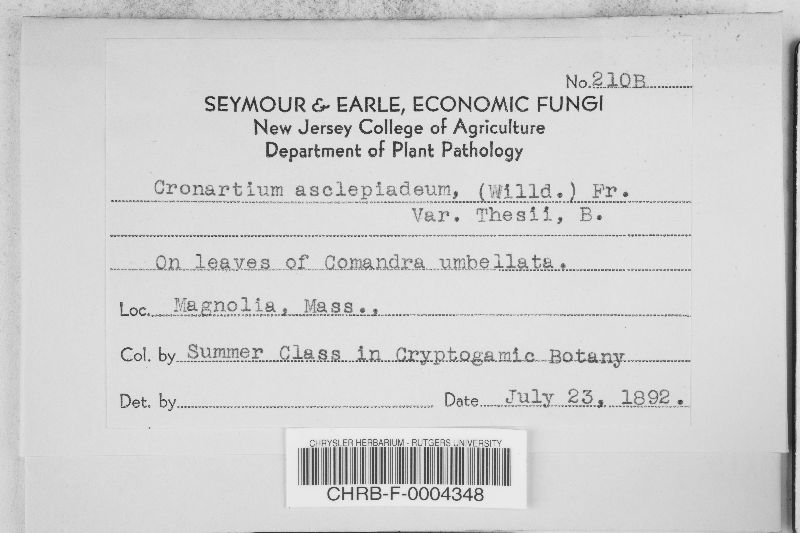 No. 210B
SEYMOUR & EARLE, ECONOMIC FUNGI
New Jersey College of Agriculture
Department of Plant Pathology
Cronartium asclepiadeum, (Willd.) Fr.
Var. Thesii, B.
On leaves of Comandra umbellata.
Loc. Magnolia, Mass.,
Col. by Summer Class in Cryptogamic Botany
Det. by Date July 23, 1892.
CHRYSLER HERBARIUM - RUTGERS UNIVERSITY
CHRB-F-0004348